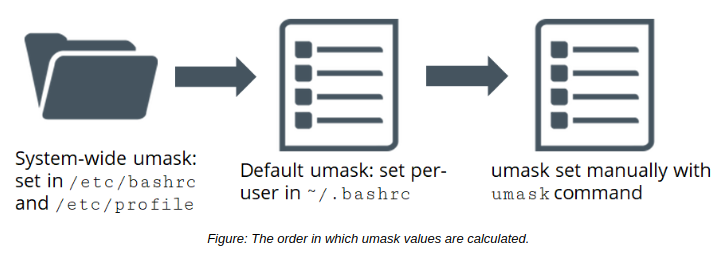 System-wide umask:
set in /etc/bashrc
and /etc/profile
Default umask: set per-
user in ~/.bashrc
umask set manually with
umask command
Figure: The order in which umask values are calculated.